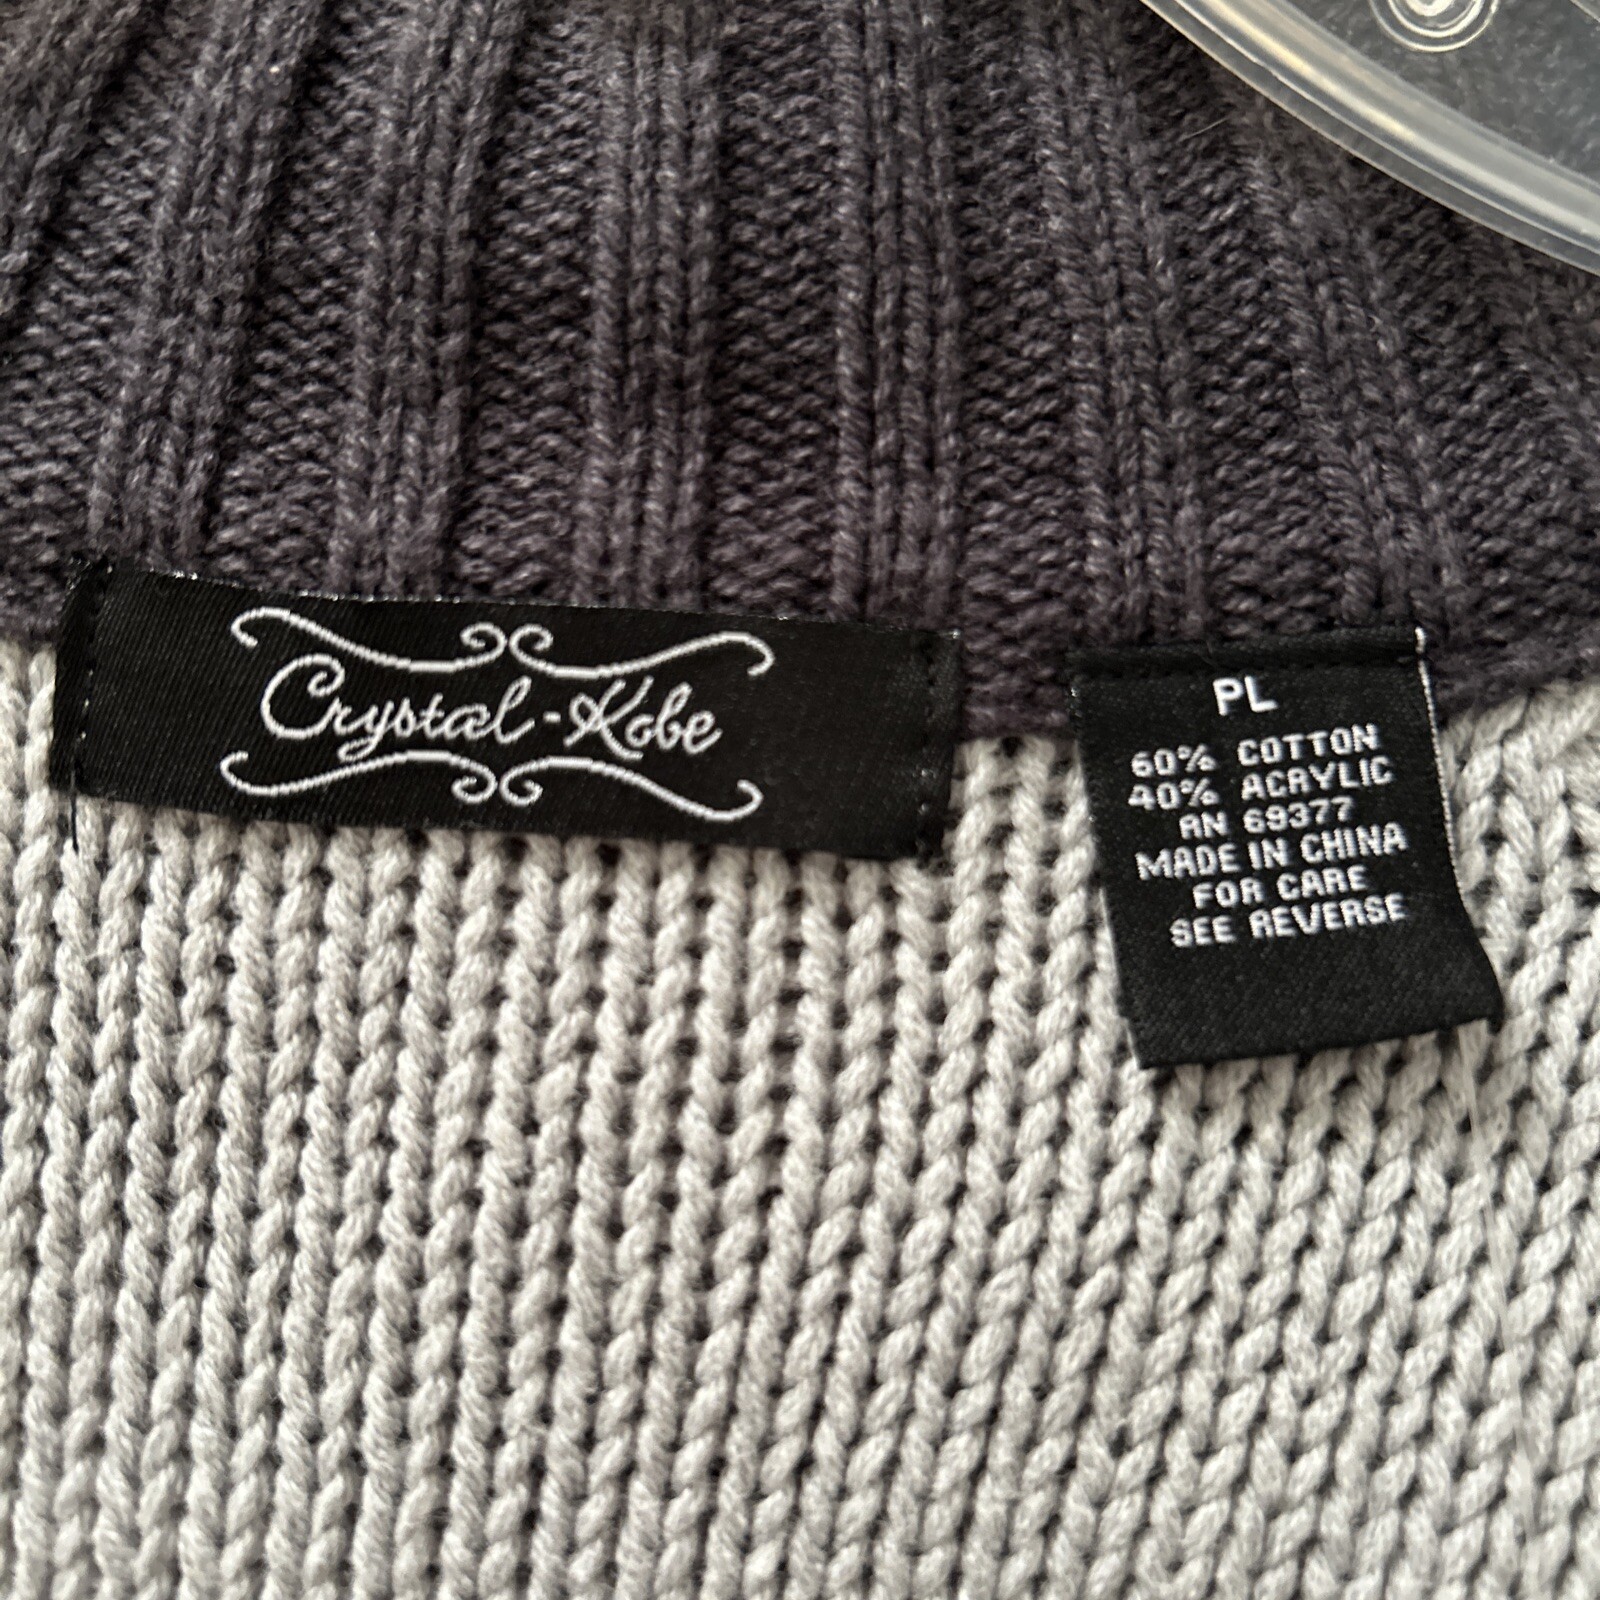 Crystal-Kobe
PL
60% COTTON
40% ACRYLIC
RN 69377
MADE IN CHINA
FOR CARE
SEE REVERSE